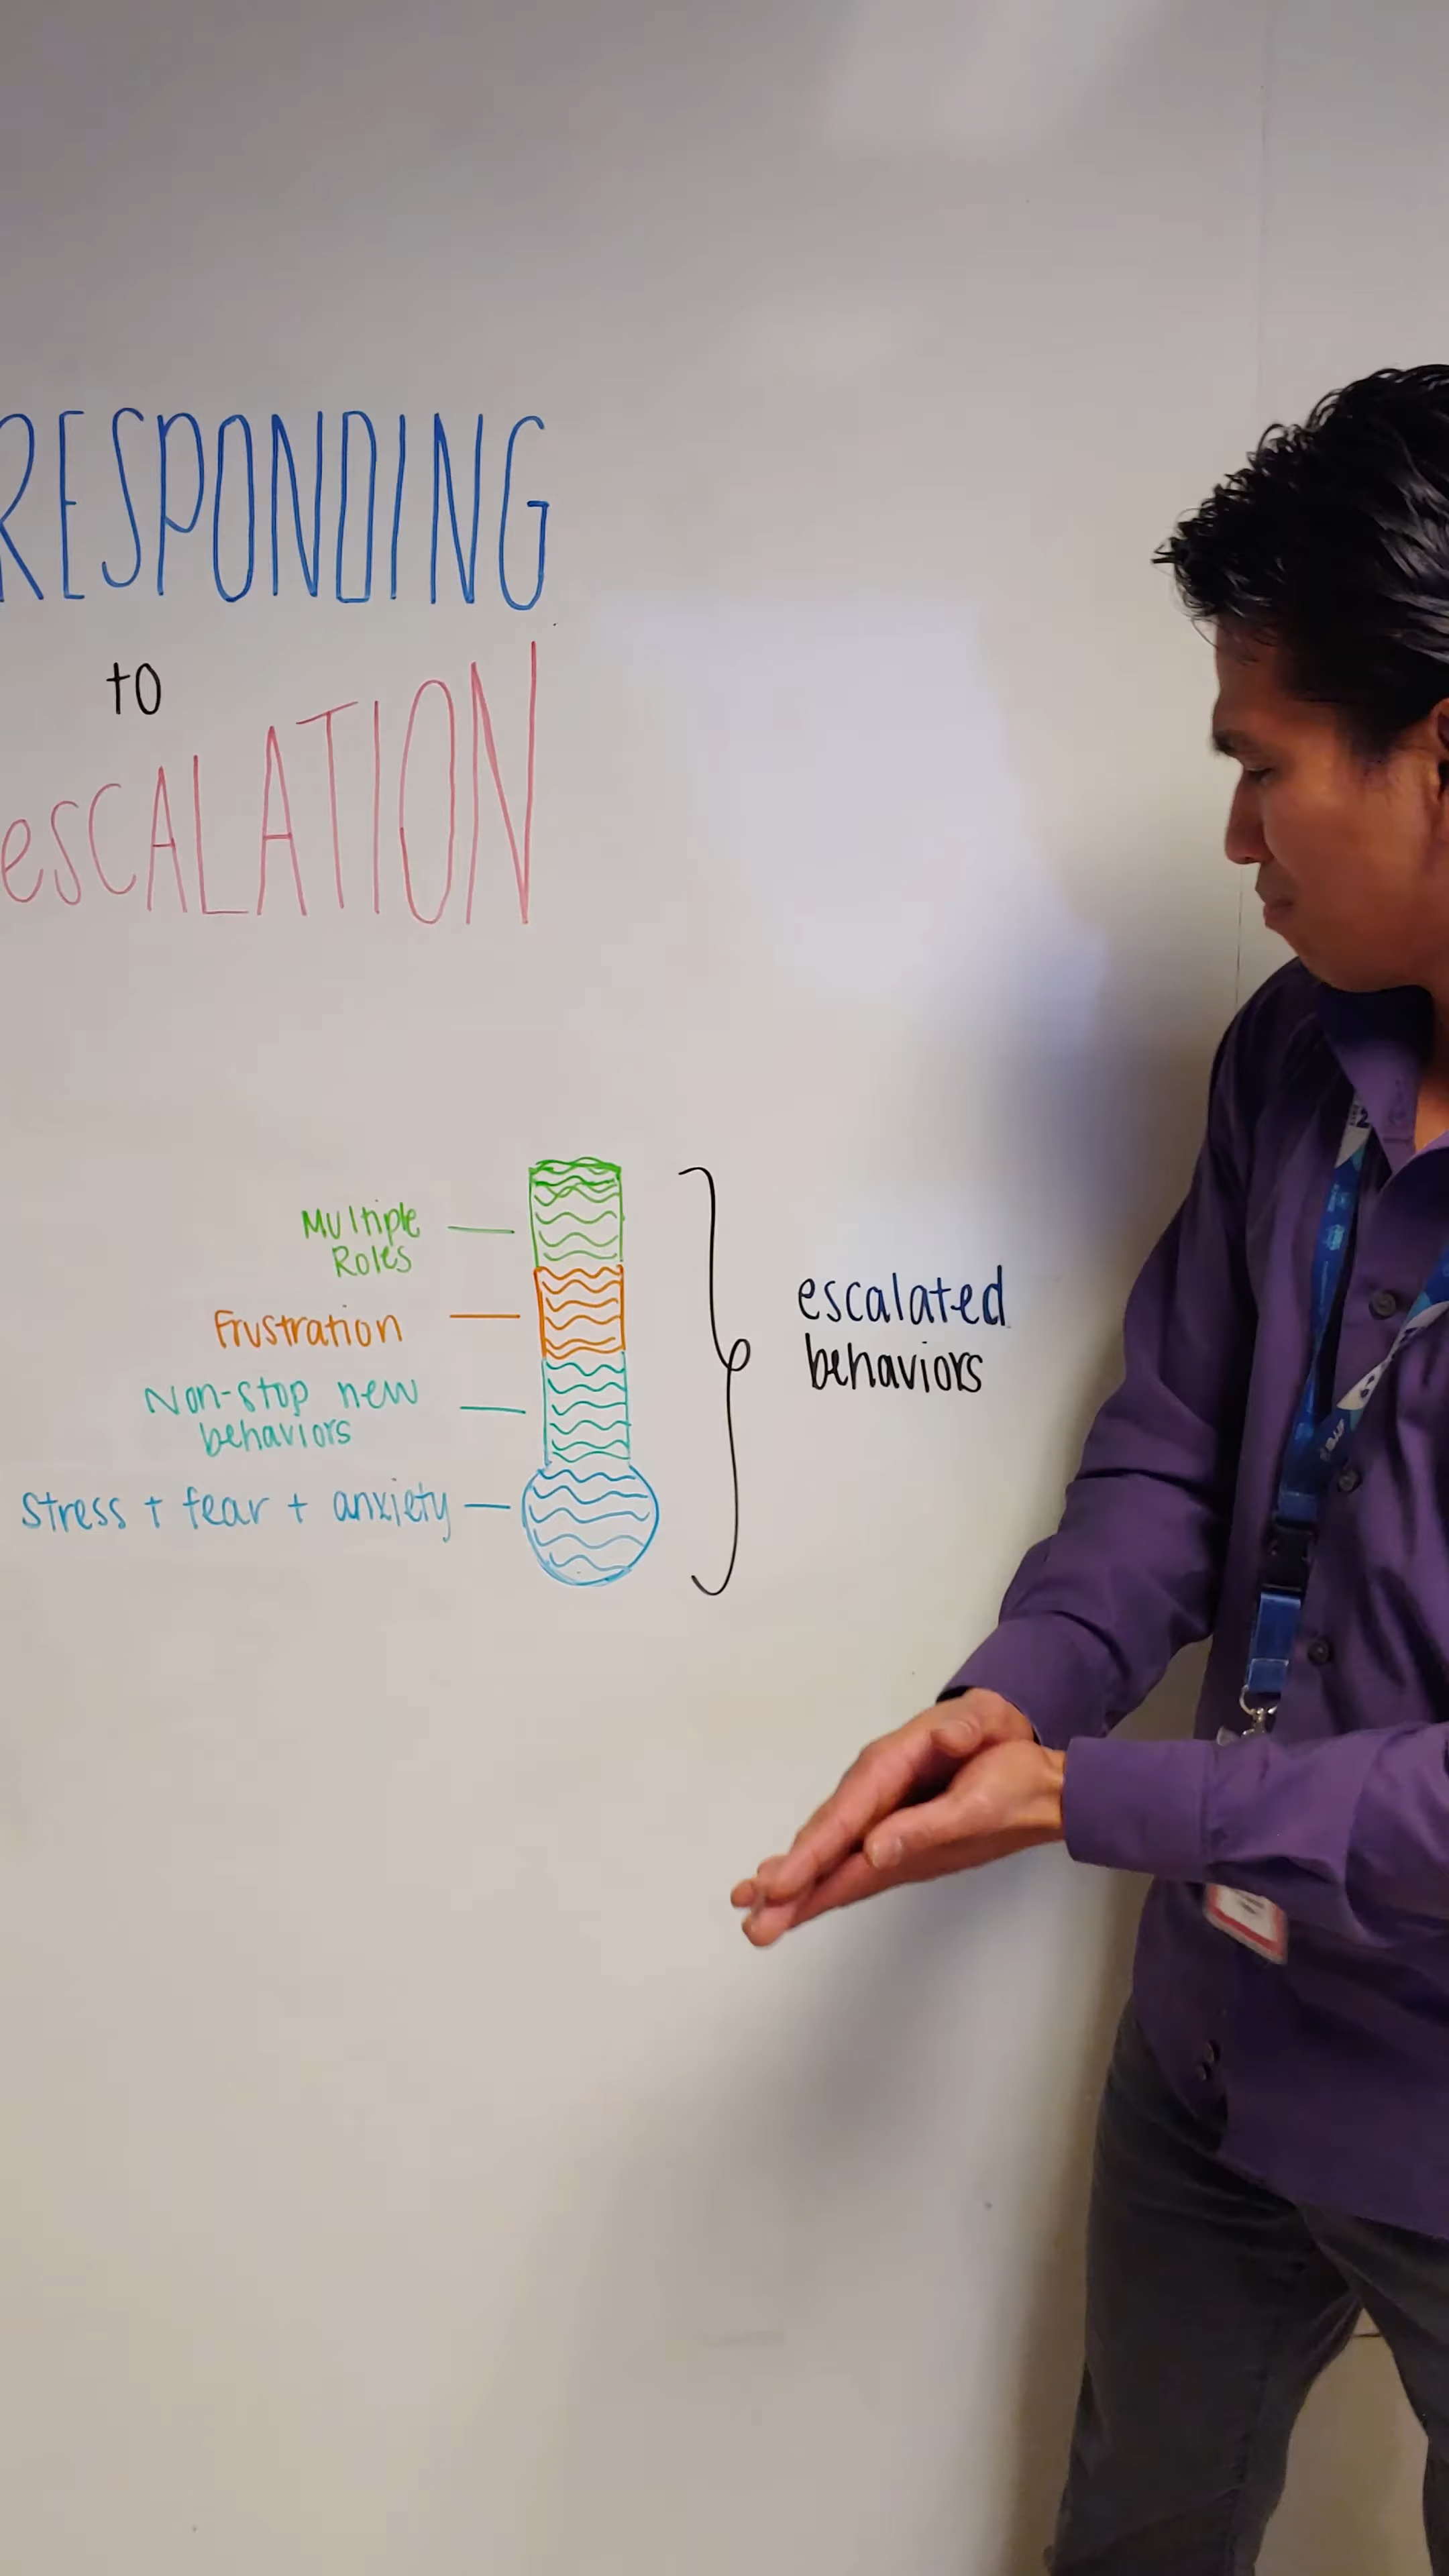 RESPONDING
to
escALATION
Multiple
Roles
Frustration
Non-stop new
behaviors
stress + fear + anxiety
escalated
behaviors